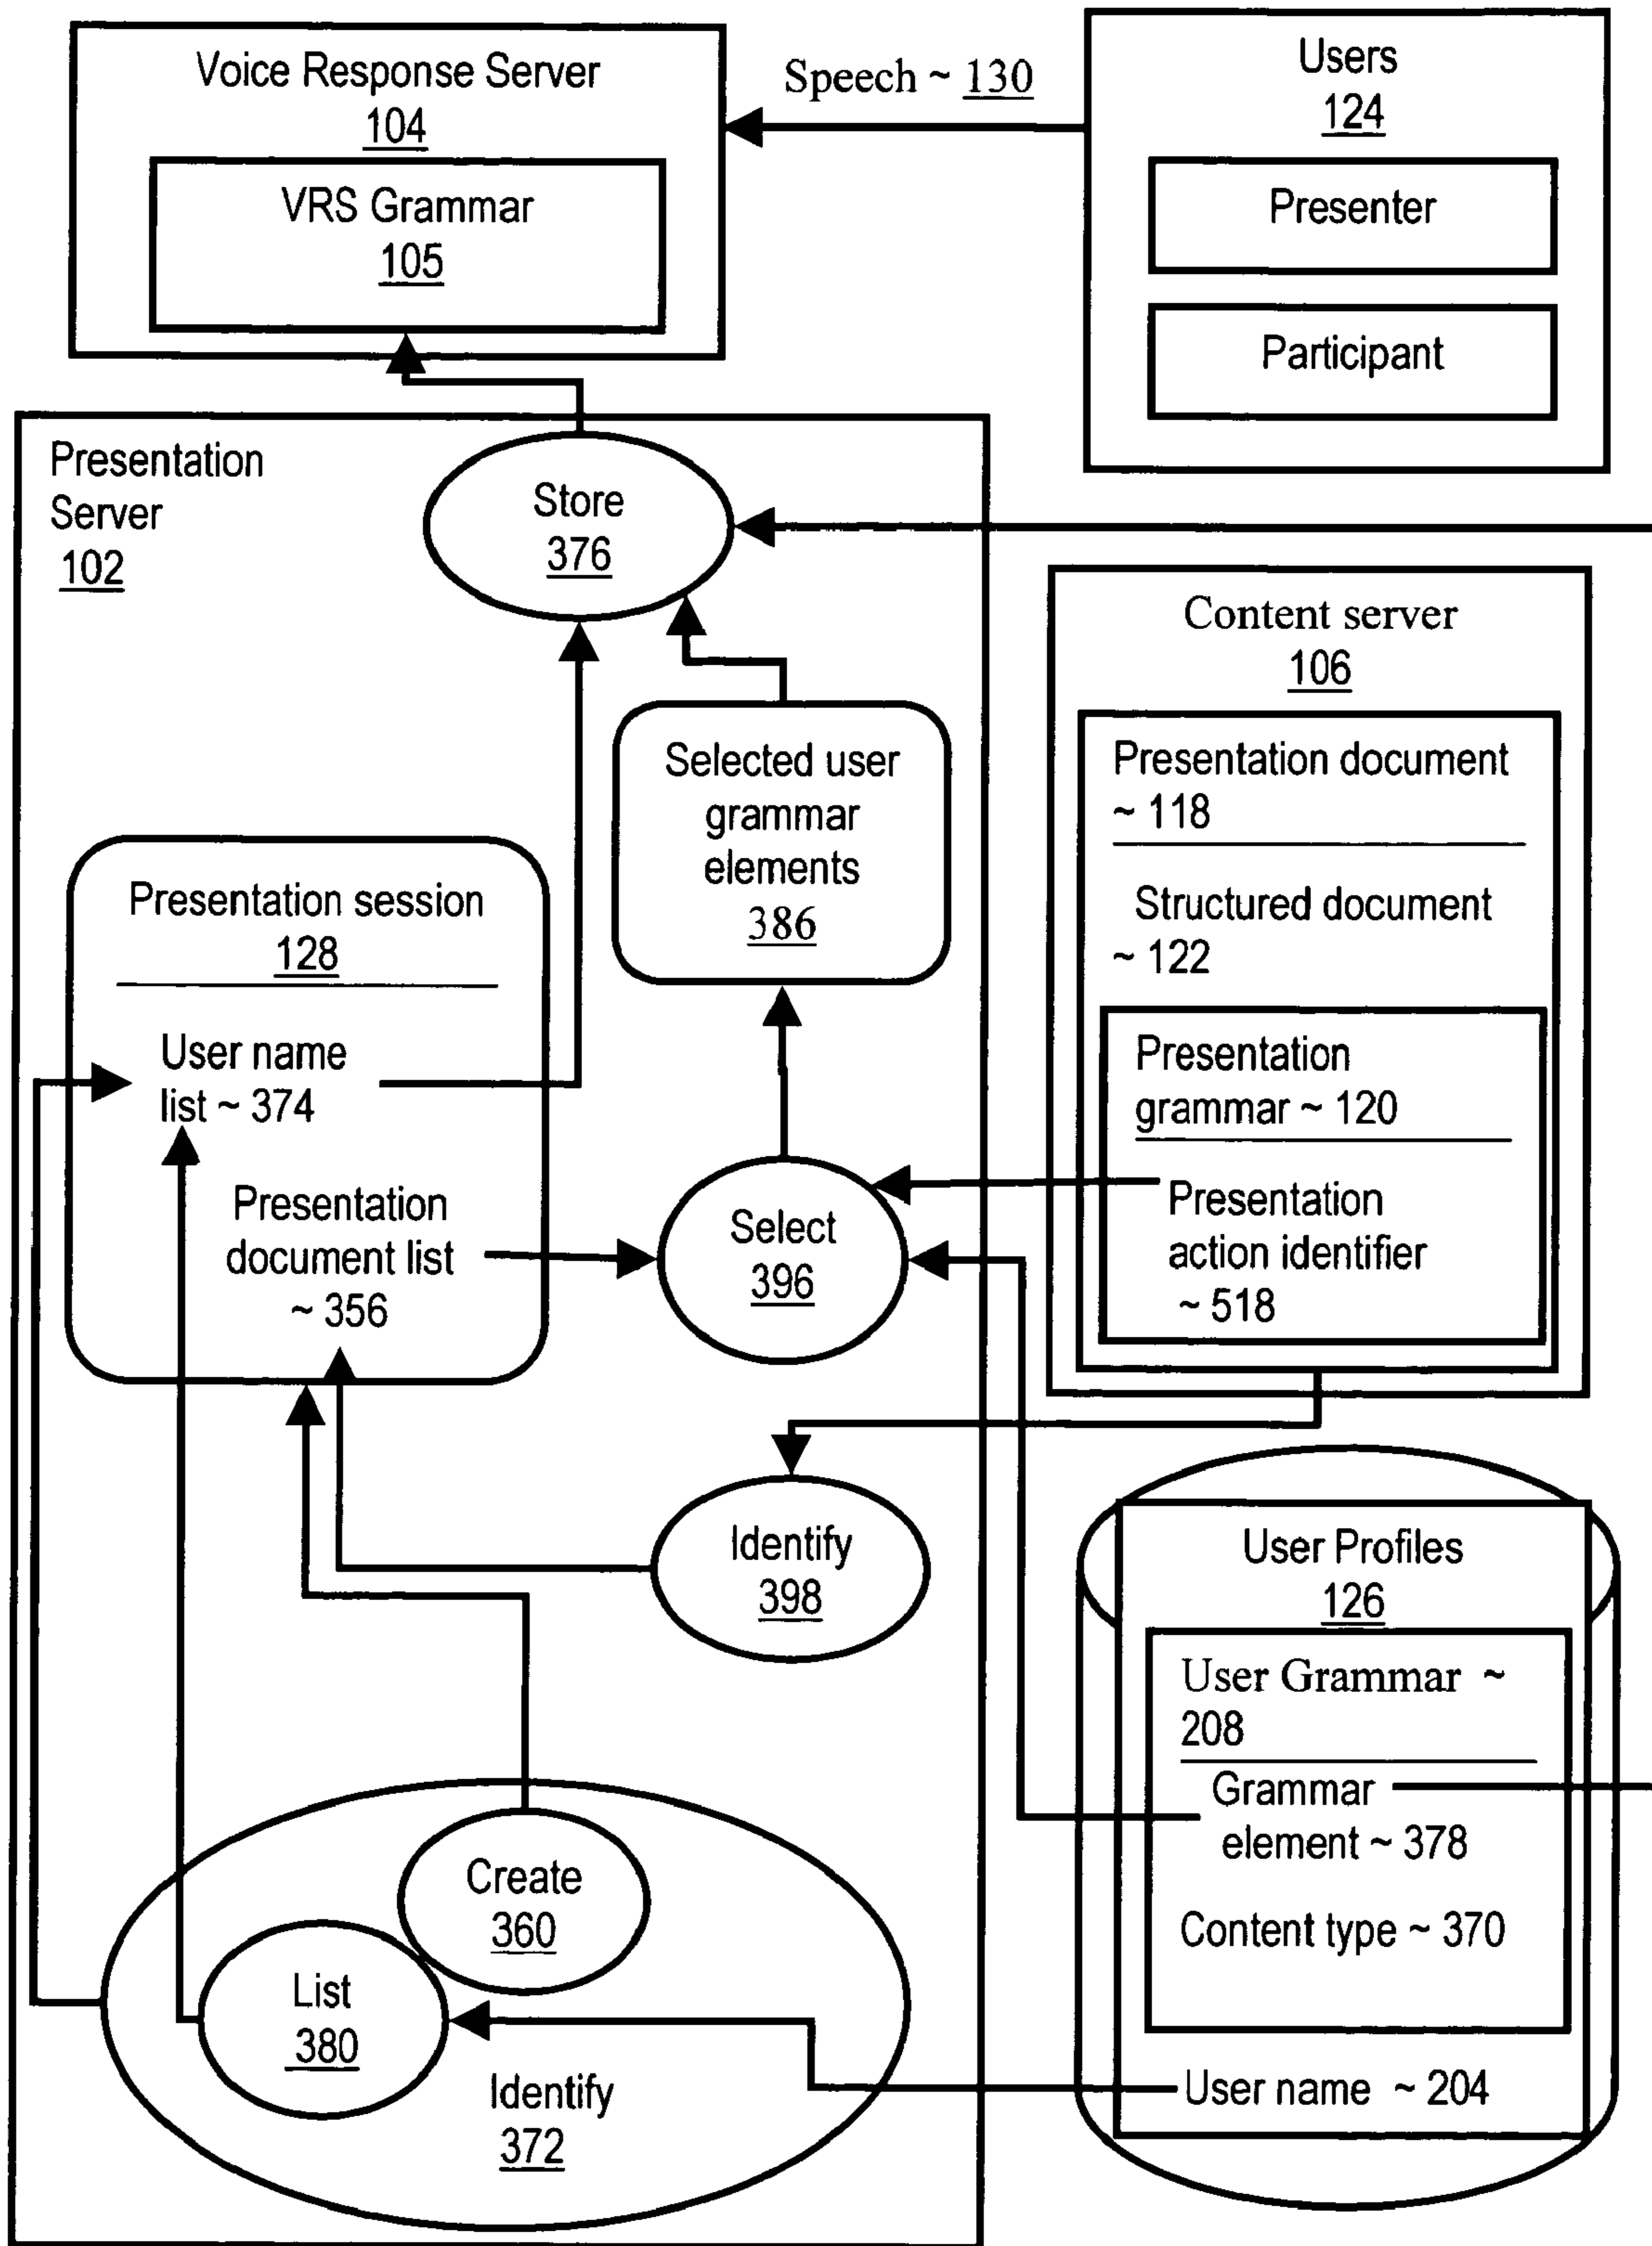 Voice Response Server
104
VRS Grammar
105
Speech ~ 130
Users
124
Presenter
Participant
Presentation
Server
102
Store
376
Selected user
grammar
elements
386
Content server
106
Presentation document
~ 118
Structured document
~ 122
Presentation
grammar ~ 120
Presentation
action identifier
~ 518
Presentation session
128
User name
list ~ 374
Presentation
document list
~ 356
Select
396
Identify
398
User Profiles
126
User Grammar ~
208
Grammar
element ~ 378
Content type ~ 370
User name ~ 204
Create
360
List
380
Identify
372